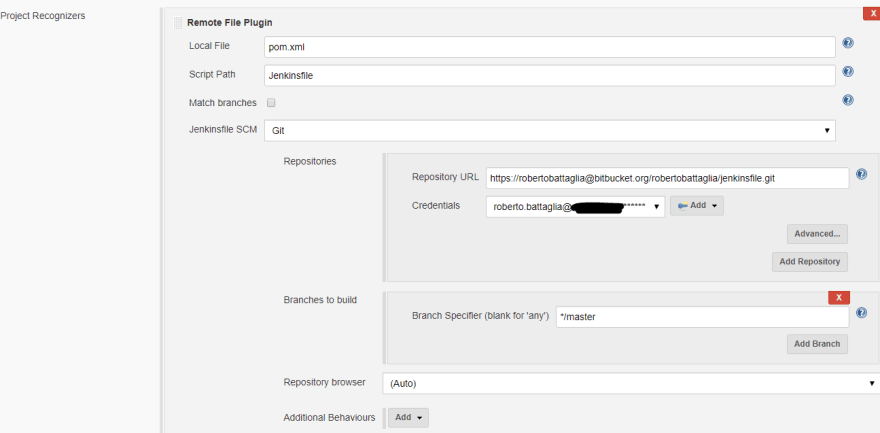 Project Recognizers
X
Remote File Plugin
Local File pom.xml
Script Path Jenkinsfile
Match branches
Jenkinsfile SCM Git
Repositories
Repository URL https://robertobattaglia@bitbucket.org/robertobattaglia/jenkinsfile.git
Credentials roberto.battaglia@ ****** Add
Advanced...
Add Repository
X
Branches to build
Branch Specifier (blank for 'any') */master
Add Branch
Repository browser (Auto)
Additional Behaviours Add